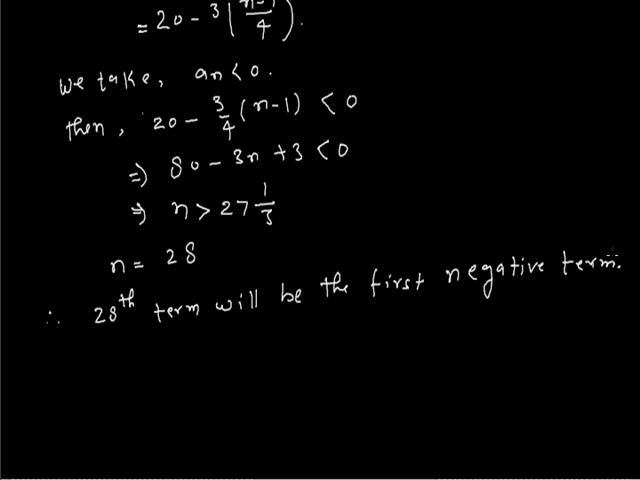 = 20 - 3(n-1/4).
we take, an < 0.
then, 20 - 3/4 (n-1) < 0
⇒ 80 - 3n + 3 < 0
⇒ n > 27 1/3
n = 28
∴ 28th term will be the first negative term.